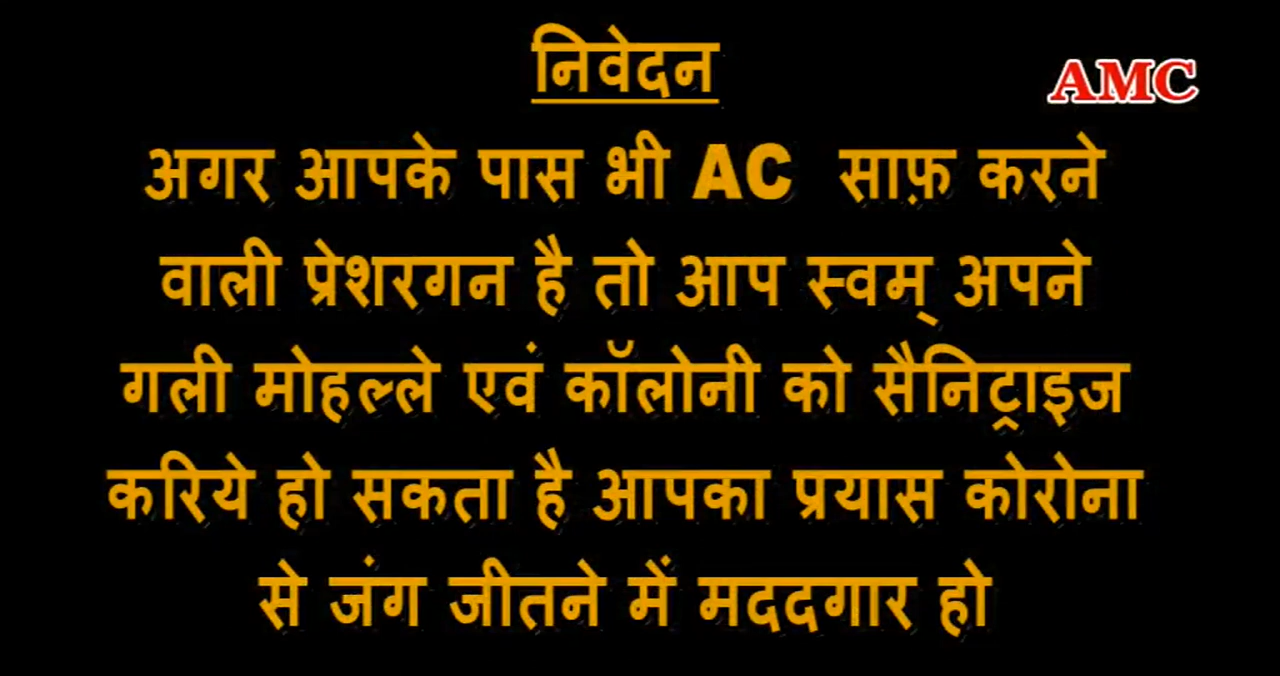 निवेदन
AMC
अगर आपके पास भी AC साफ़ करने
वाली प्रेशरगन है तो आप स्वम् अपने
गली मोहल्ले एवं कॉलोनी को सैनिट्राइज
करिये हो सकता है आपका प्रयास कोरोना
से जंग जीतने में मददगार हो